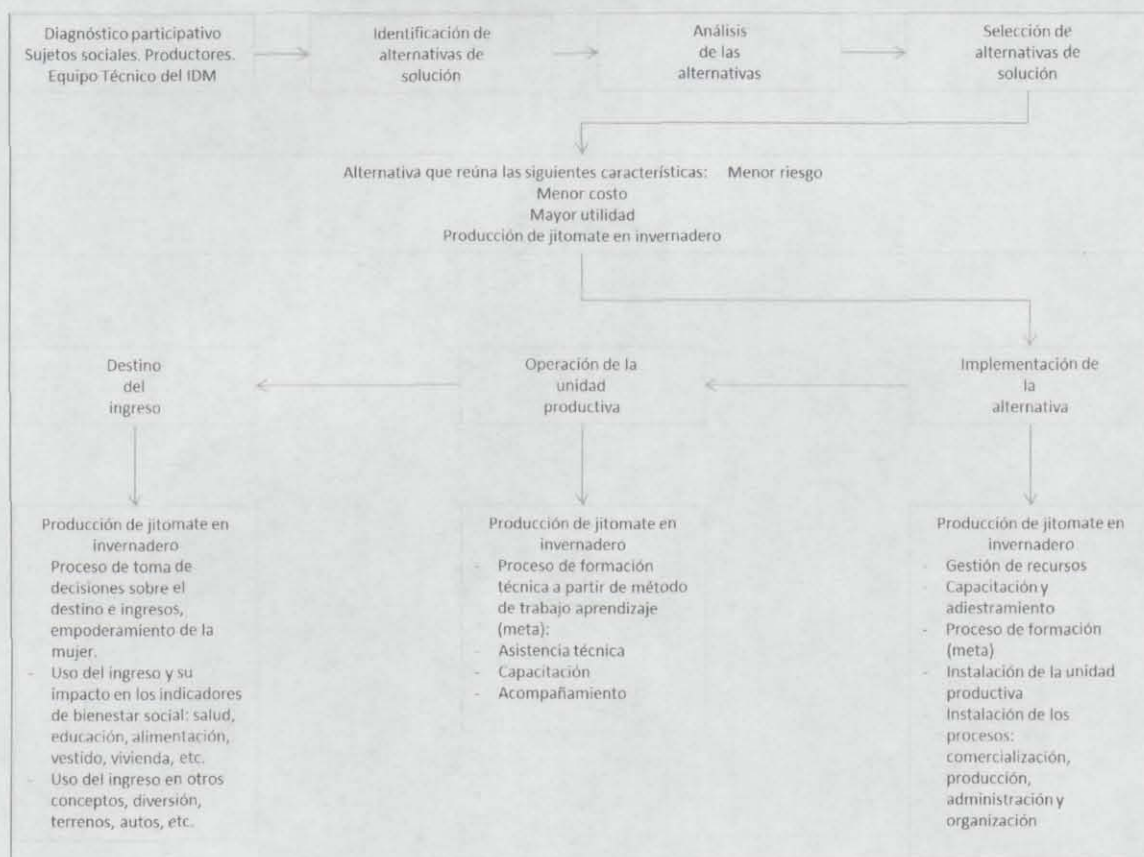 Diagnóstico participativo
Sujetos sociales. Productores.
Equipo Técnico del IDM
Identificación de
alternativas de
solución
Análisis
de las
alternativas
Selección de
alternativas de
solución
Alternativa que reúna las siguientes características: Menor riesgo
Menor costo
Mayor utilidad
Producción de jitomate en invernadero
Destino
del
ingreso
Operación de la
unidad
productiva
Implementación de
la
alternativa
Producción de jitomate en
invernadero
- Proceso de toma de
decisiones sobre el
destino e ingresos,
empoderamiento de la
mujer.
- Uso del ingreso y su
impacto en los indicadores
de bienestar social: salud,
educación, alimentación,
vestido, vivienda, etc.
- Uso del ingreso en otros
conceptos, diversión,
terrenos, autos, etc.
Producción de jitomate en
invernadero
- Proceso de formación
técnica a partir de método
de trabajo aprendizaje
(meta):
- Asistencia técnica
- Capacitación
- Acompañamiento
Producción de jitomate en
invernadero
- Gestión de recursos
- Capacitación y
adiestramiento
- Proceso de formación
(meta)
- Instalación de la unidad
productiva
Instalación de los
procesos:
comercialización,
producción,
administración y
organización